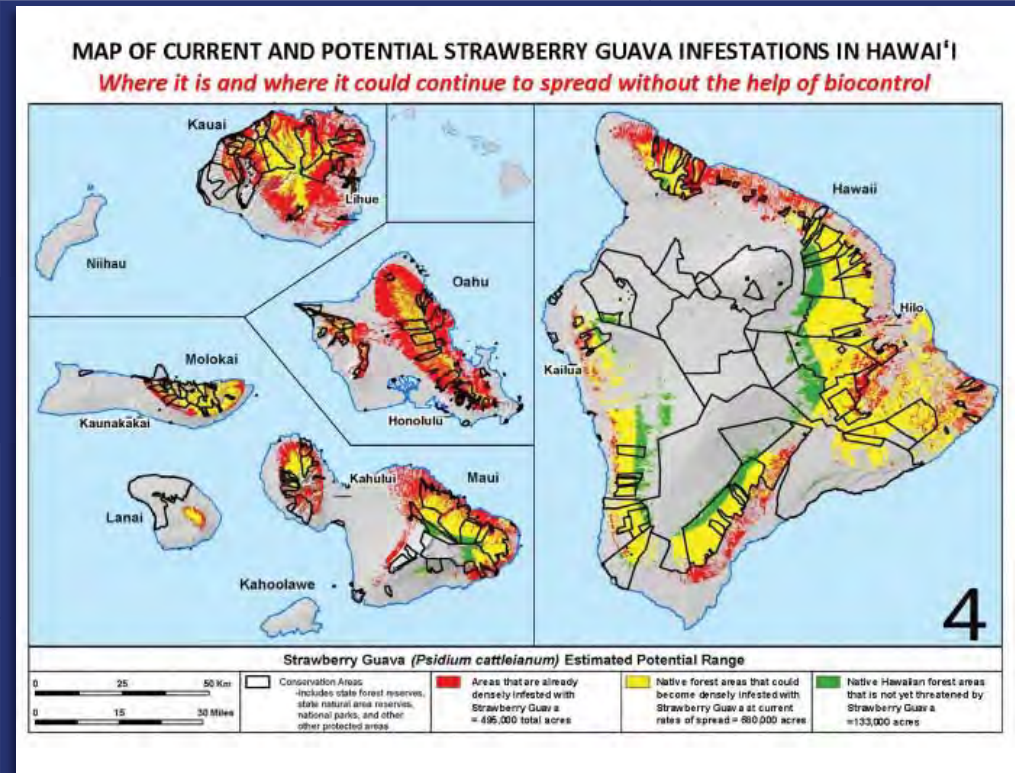 MAP OF CURRENT AND POTENTIAL STRAWBERRY GUAVA INFESTATIONS IN HAWAIʻI
Where it is and where it could continue to spread without the help of biocontrol
Kauai
Lihue
Niihau
Oahu
Honolulu
Molokai
Kaunakakai
Lanai
Kahului
Maui
Kahoolawe
Hawaii
Hilo
Kailua
4
Strawberry Guava (Psidium cattleianum) Estimated Potential Range
0 25 50 Km
0 15 30 Miles
Conservation Areas
-Includes state forest reserves,
state natural area reserves,
national parks, and other
other protected areas
Areas that are already
densely infested with
Strawberry Guava
= 495,000 total acres
Native forest areas that could
become densely infested with
Strawberry Guava at current
rates of spread = 680,000 acres
Native Hawaiian forest areas
that is not yet threatened by
Strawberry Guava
=133,000 acres